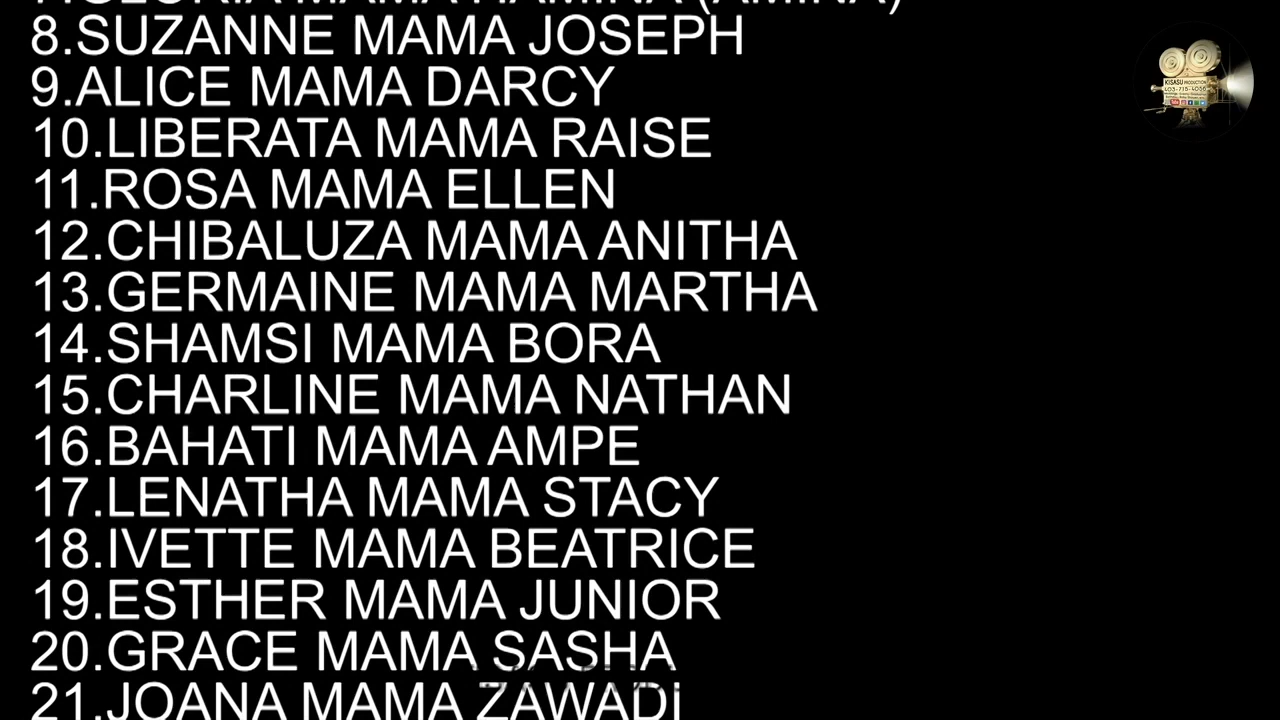 8.SUZANNE MAMA JOSEPH
9.ALICE MAMA DARCY
10.LIBERATA MAMA RAISE
11.ROSA MAMA ELLEN
12.CHIBALUZA MAMA ANITHA
13.GERMAINE MAMA MARTHA
14.SHAMSI MAMA BORA
15.CHARLINE MAMA NATHAN
16.BAHATI MAMA AMPE
17.LENATHA MAMA STACY
18.IVETTE MAMA BEATRICE
19.ESTHER MAMA JUNIOR
20.GRACE MAMA SASHA
21.JOANA MAMA ZAWADI
KISASU PRODUCTION